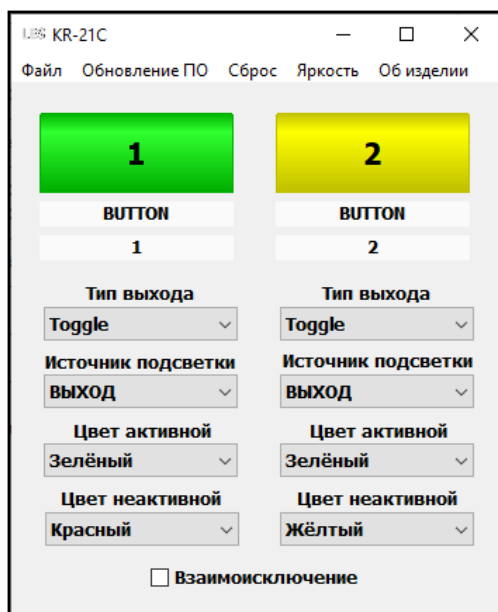 KR-21C
Файл Обновление ПО Сброс Яркость Об изделии
1 2
BUTTON BUTTON
1 2
Тип выхода Тип выхода
Toggle Toggle
Источник подсветки Источник подсветки
ВЫХОД ВЫХОД
Цвет активной Цвет активной
Зелёный Зелёный
Цвет неактивной Цвет неактивной
Красный Жёлтый
Взаимоисключение